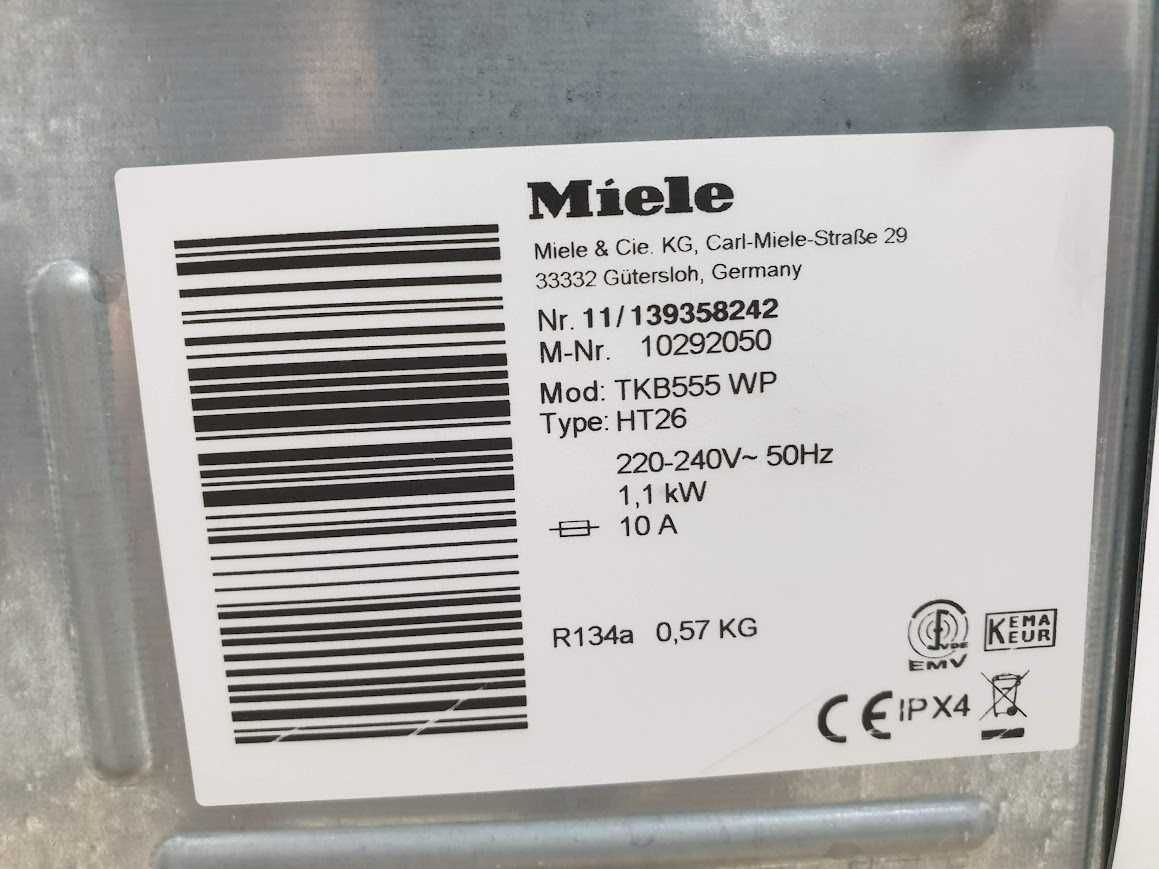 Miele
Miele & Cie. KG, Carl-Miele-Straße 29
33332 Gütersloh, Germany
Nr. 11/139358242
M-Nr. 10292050
Mod: TKB555 WP
Type: HT26
220-240V~ 50Hz
1,1 kW
10 A
R134a 0,57 KG
VDE
EMV
KEMA
KEUR
CE IPX4